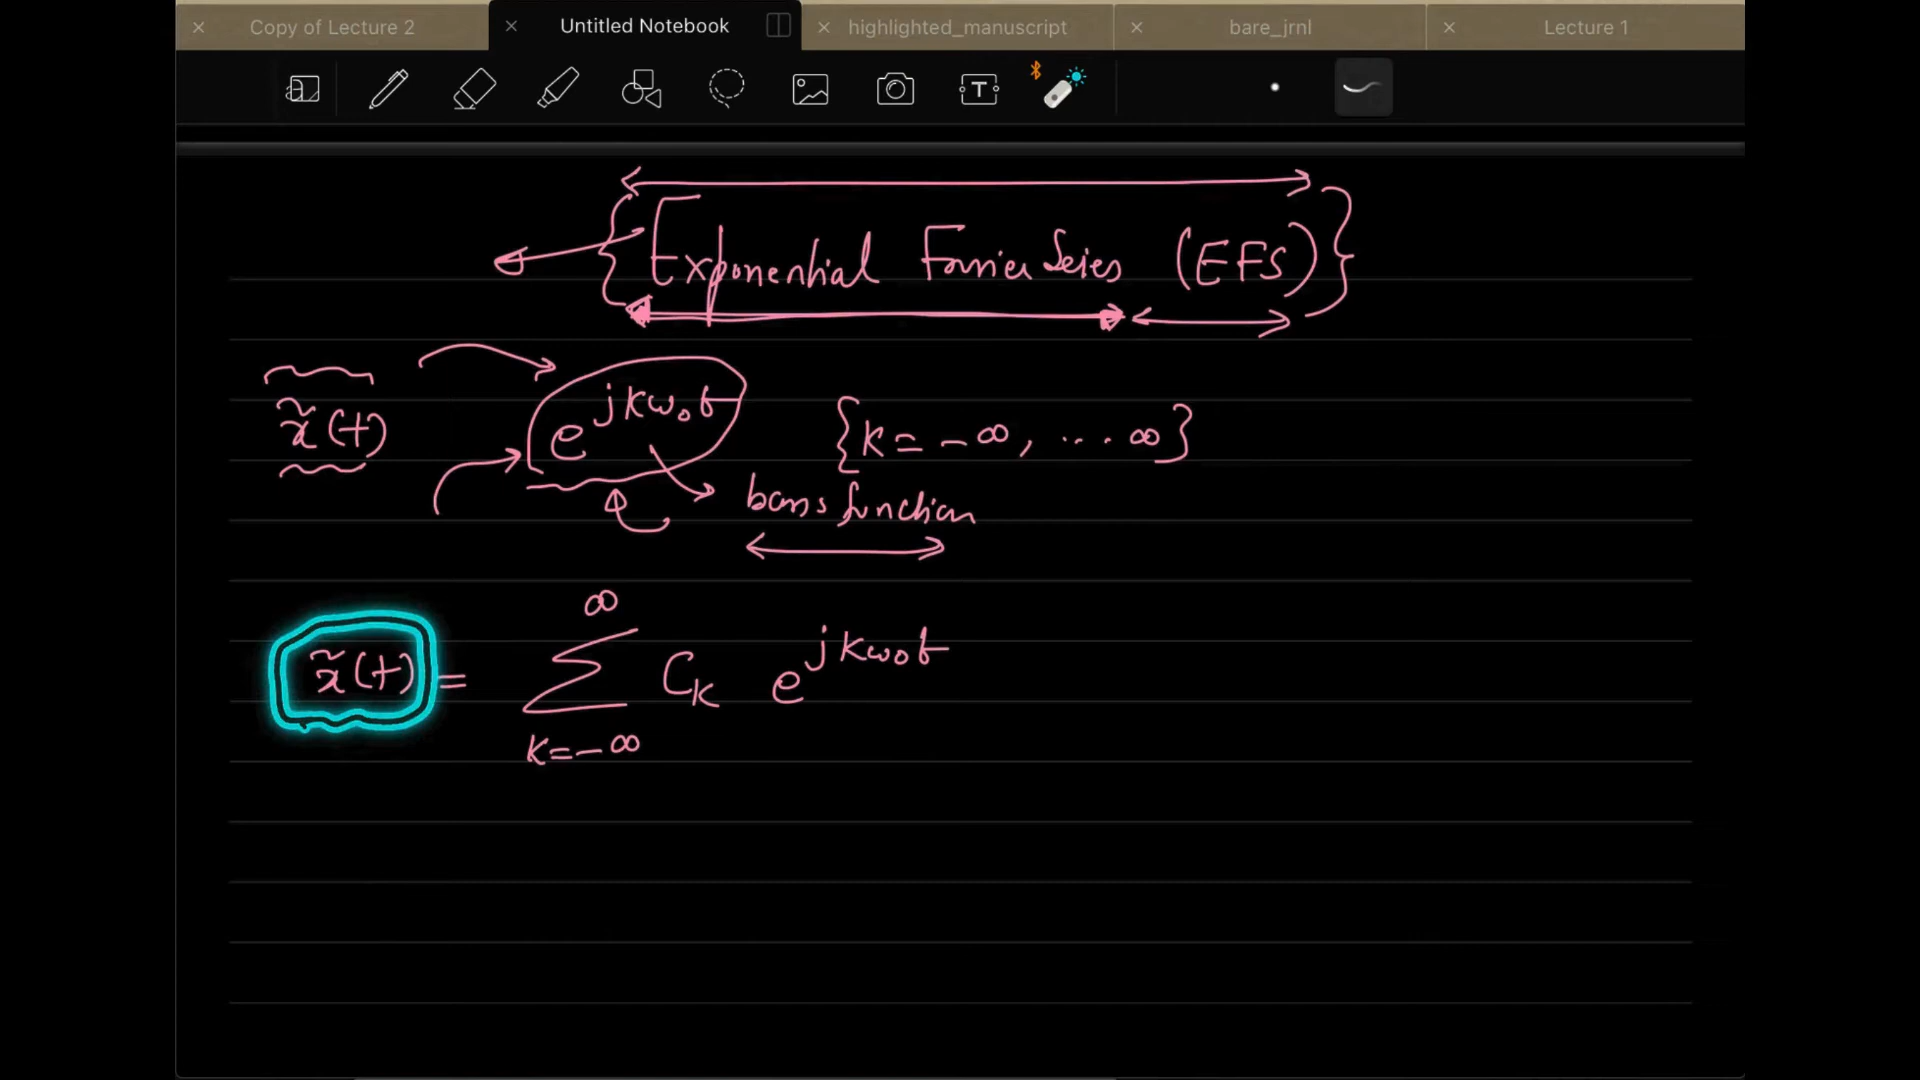 Copy of Lecture 2 Untitled Notebook highlighted_manuscript bare_jrnl Lecture 1
{Exponential Fourier Series (EFS)}
x̃(t) e^{jkω₀t} {k = -∞, ... ∞}
basis function
x̃(t) = ∑_{k=-∞}^{∞} C_k e^{jkω₀t}